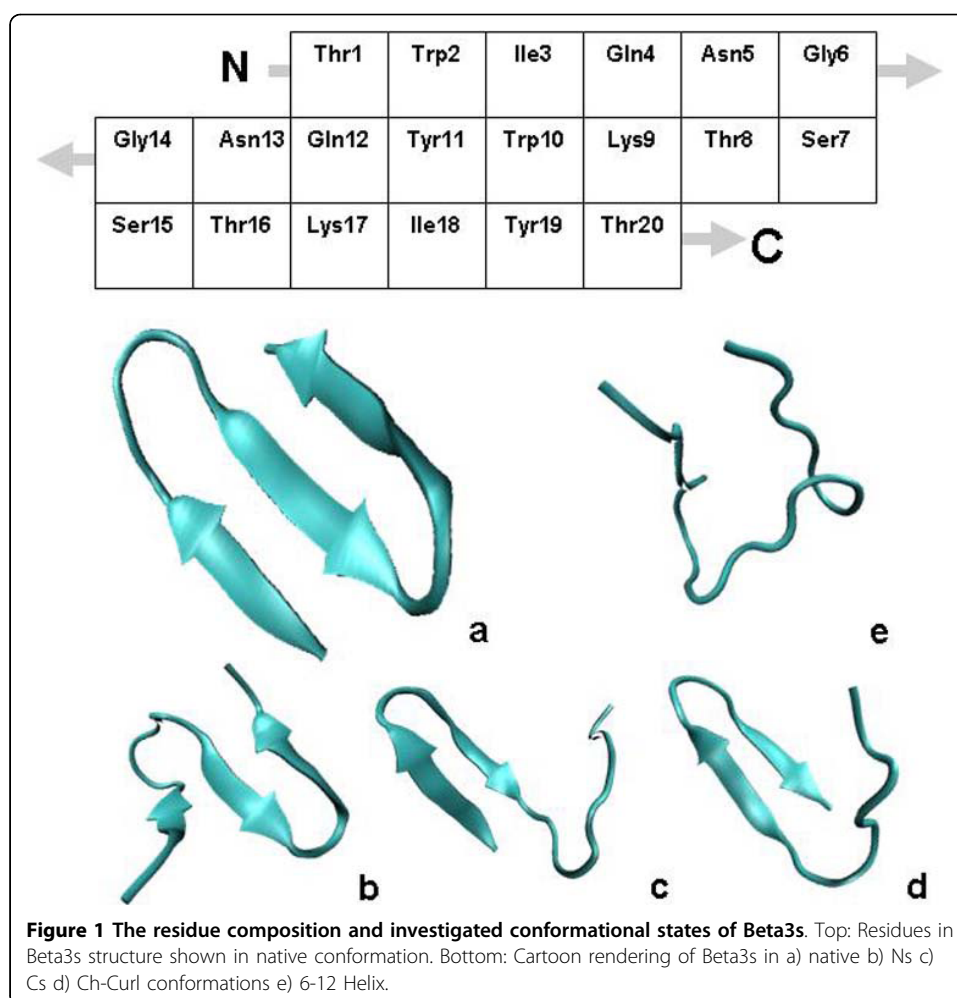 N Thr1 Trp2 Ile3 Gln4 Asn5 Gly6
Gly14 Asn13 Gln12 Tyr11 Trp10 Lys9 Thr8 Ser7
Ser15 Thr16 Lys17 Ile18 Tyr19 Thr20 C
a
e
b
c
d
Figure 1 The residue composition and investigated conformational states of Beta3s. Top: Residues in
Beta3s structure shown in native conformation. Bottom: Cartoon rendering of Beta3s in a) native b) Ns c)
Cs d) Ch-Curl conformations e) 6-12 Helix.